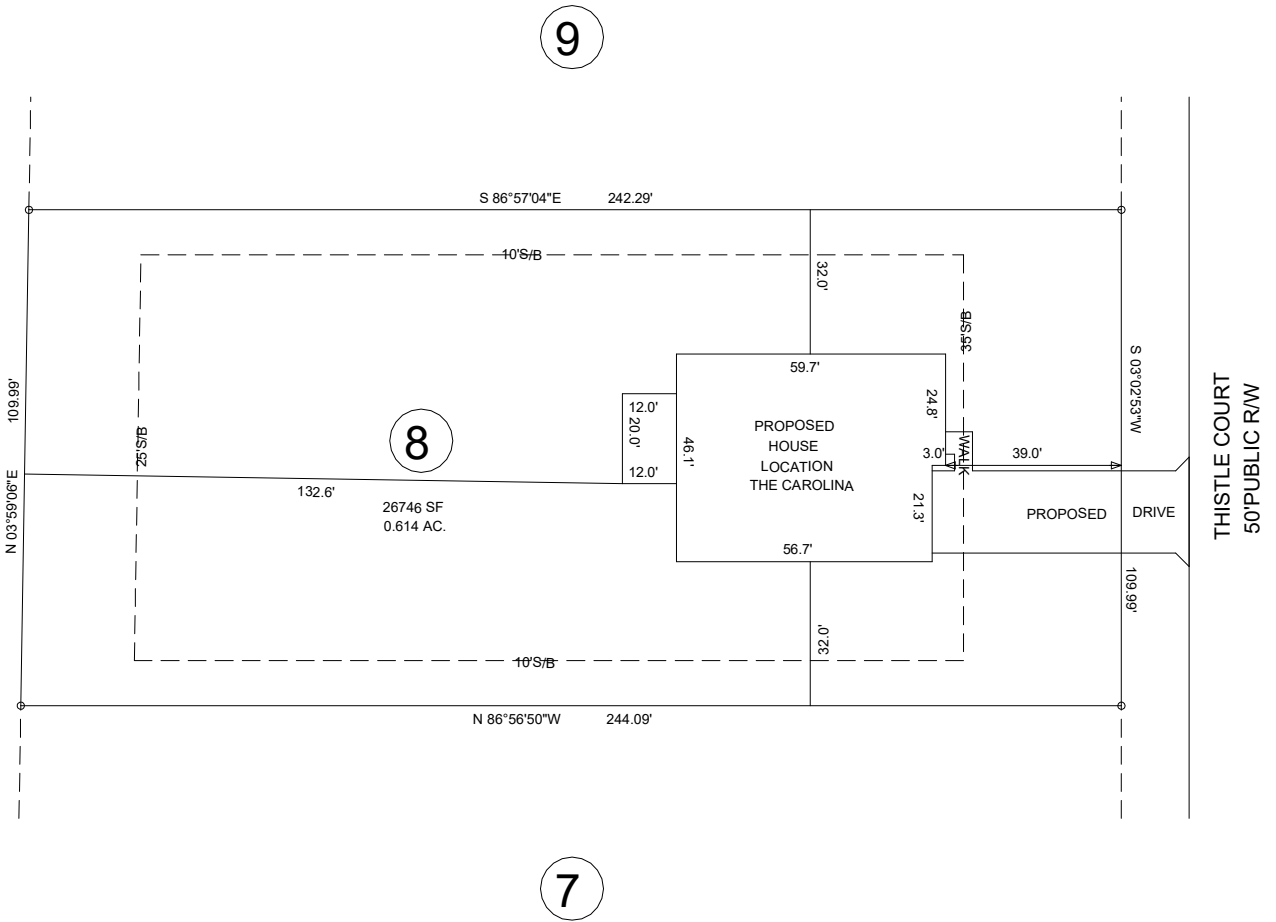 9
S 86°57'04"E 242.29'
10'S/B
32.0'
35'S/B
59.7'
109.99'
S 03°02'53"W
THISTLE COURT
50'PUBLIC R/W
12.0'
20.0'
12.0'
24.8'
8
25'S/B
46.1'
PROPOSED
HOUSE
LOCATION
THE CAROLINA
3.0'
WALK
39.0'
N 03°59'06"E
132.6'
26746 SF
0.614 AC.
21.3'
PROPOSED DRIVE
56.7'
109.99'
32.0'
10'S/B
N 86°56'50"W 244.09'
7